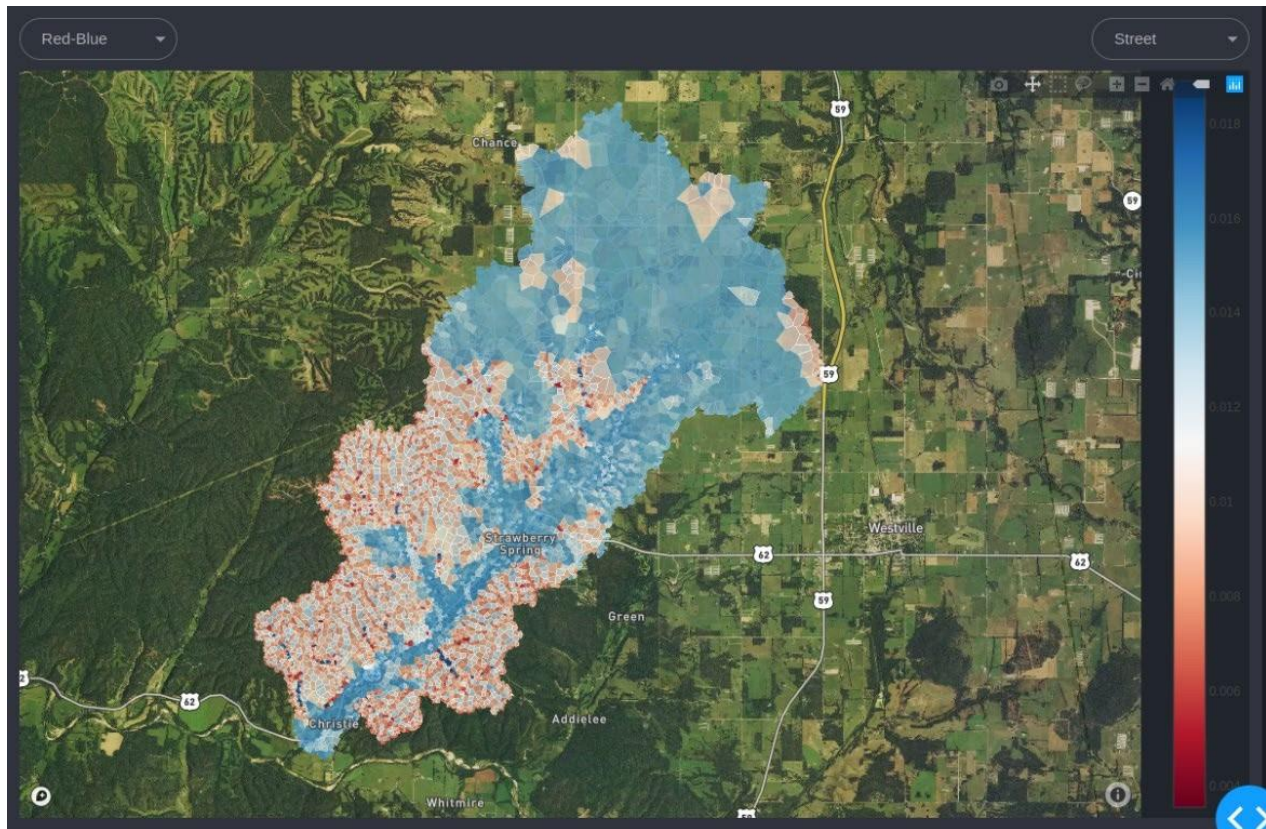 Red-Blue
Street
59
Chance
0.018
59
0.016
0.014
59
0.012
0.01
Strawberry
Spring
Westville
62
62
59
0.008
Green
0.006
62
Christie
Addielee
Whitmire